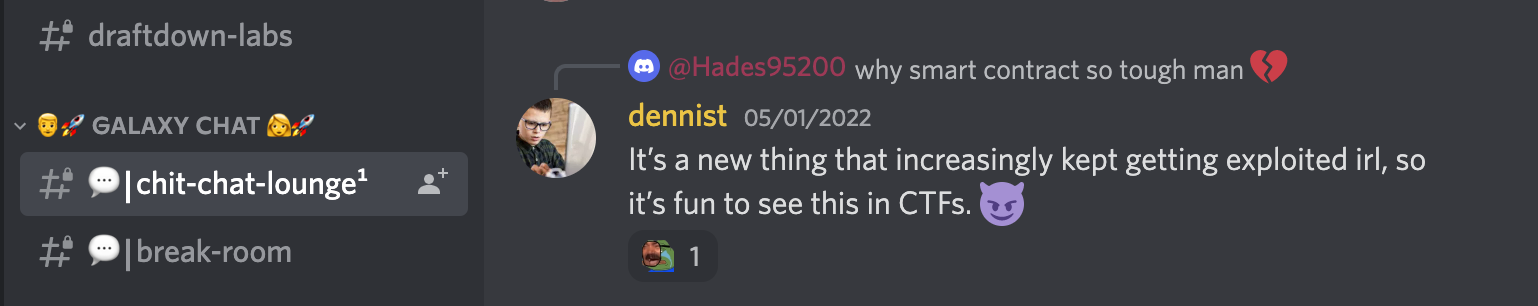 draftdown-labs
👨🚀 GALAXY CHAT 👩🚀
💬|chit-chat-lounge¹
💬|break-room
@Hades95200 why smart contract so tough man 💔
dennist 05/01/2022
It’s a new thing that increasingly kept getting exploited irl, so
it’s fun to see this in CTFs. 😈
1